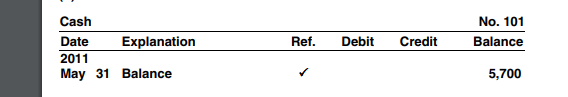 Cash No. 101
Date Explanation Ref. Debit Credit Balance
2011
May 31 Balance ✓ 5,700